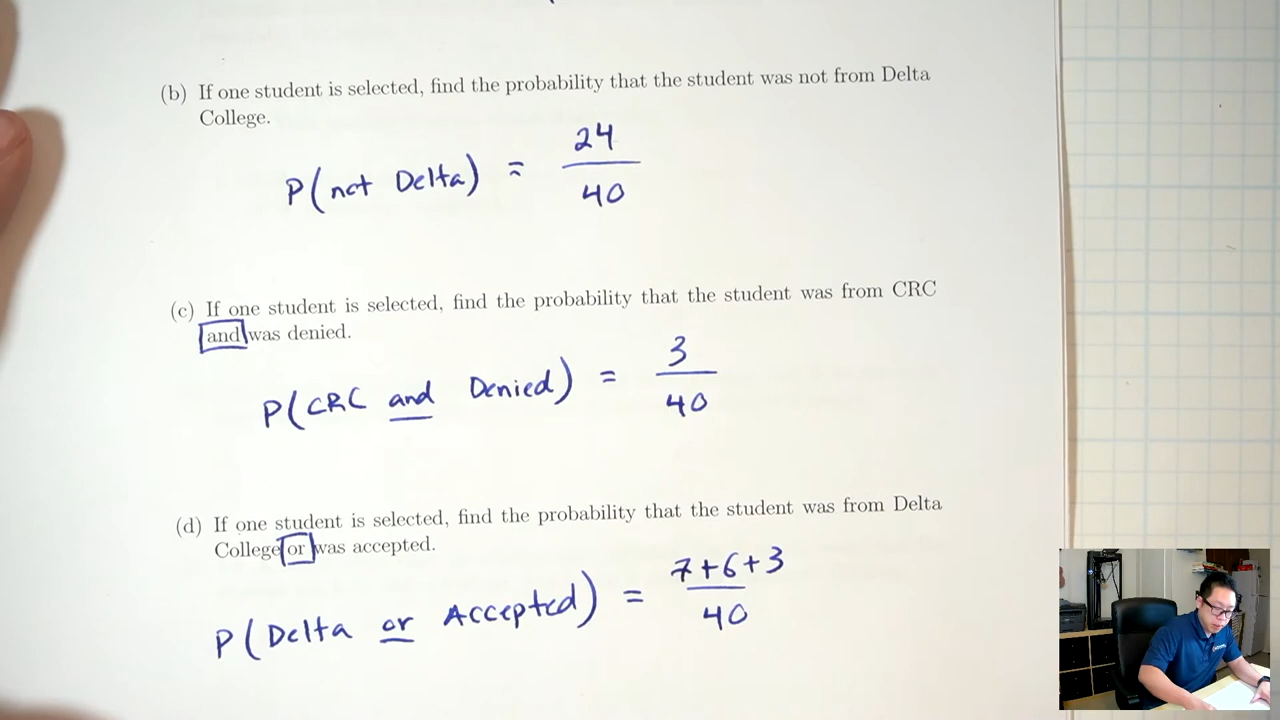 (b) If one student is selected, find the probability that the student was not from Delta
College.
P(not Delta) = 24/40
(c) If one student is selected, find the probability that the student was from CRC
and was denied.
P(CRC and Denied) = 3/40
(d) If one student is selected, find the probability that the student was from Delta
College or was accepted.
P(Delta or Accepted) = 7+6+3/40